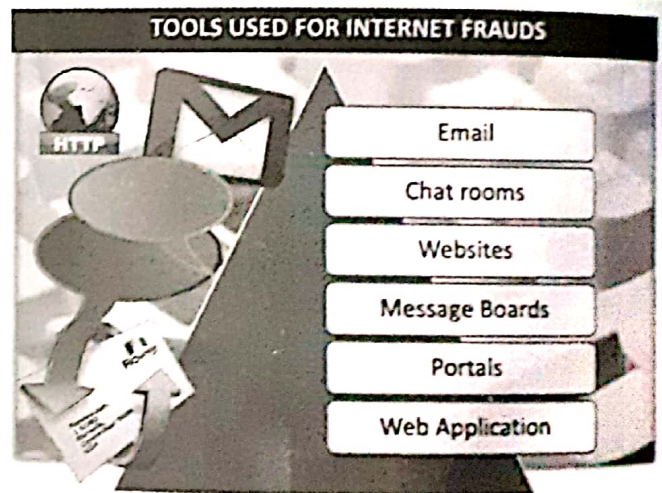 TOOLS USED FOR INTERNET FRAUDS
HTTP
Email
Chat rooms
Websites
Message Boards
Portals
Web Application